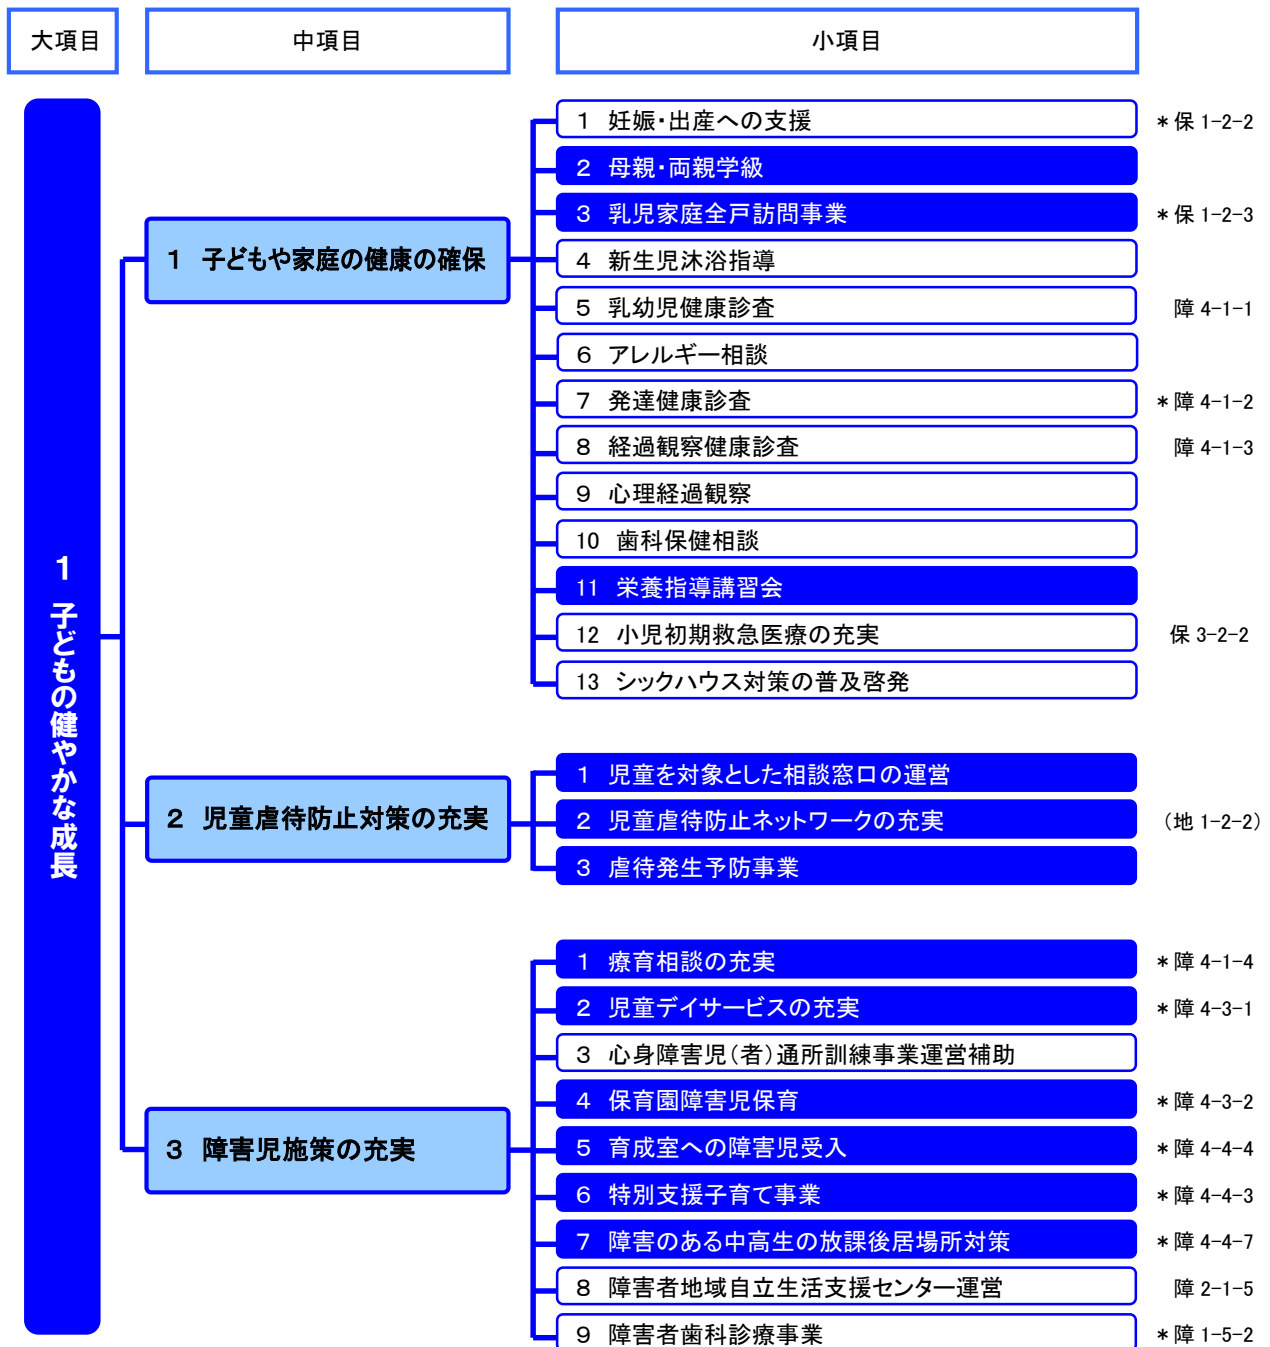 大項目
中項目
小項目
1 子どもの健やかな成長
1 子どもや家庭の健康の確保
1 妊娠・出産への支援 *保 1-2-2
2 母親・両親学級
3 乳児家庭全戸訪問事業 *保 1-2-3
4 新生児沐浴指導
5 乳幼児健康診査 障 4-1-1
6 アレルギー相談
7 発達健康診査 *障 4-1-2
8 経過観察健康診査 障 4-1-3
9 心理経過観察
10 歯科保健相談
11 栄養指導講習会
12 小児初期救急医療の充実 保 3-2-2
13 シックハウス対策の普及啓発
2 児童虐待防止対策の充実
1 児童を対象とした相談窓口の運営
2 児童虐待防止ネットワークの充実 (地 1-2-2)
3 虐待発生予防事業
3 障害児施策の充実
1 療育相談の充実 *障 4-1-4
2 児童デイサービスの充実 *障 4-3-1
3 心身障害児(者)通所訓練事業運営補助
4 保育園障害児保育 *障 4-3-2
5 育成室への障害児受入 *障 4-4-4
6 特別支援子育て事業 *障 4-4-3
7 障害のある中高生の放課後居場所対策 *障 4-4-7
8 障害者地域自立生活支援センター運営 障 2-1-5
9 障害者歯科診療事業 *障 1-5-2